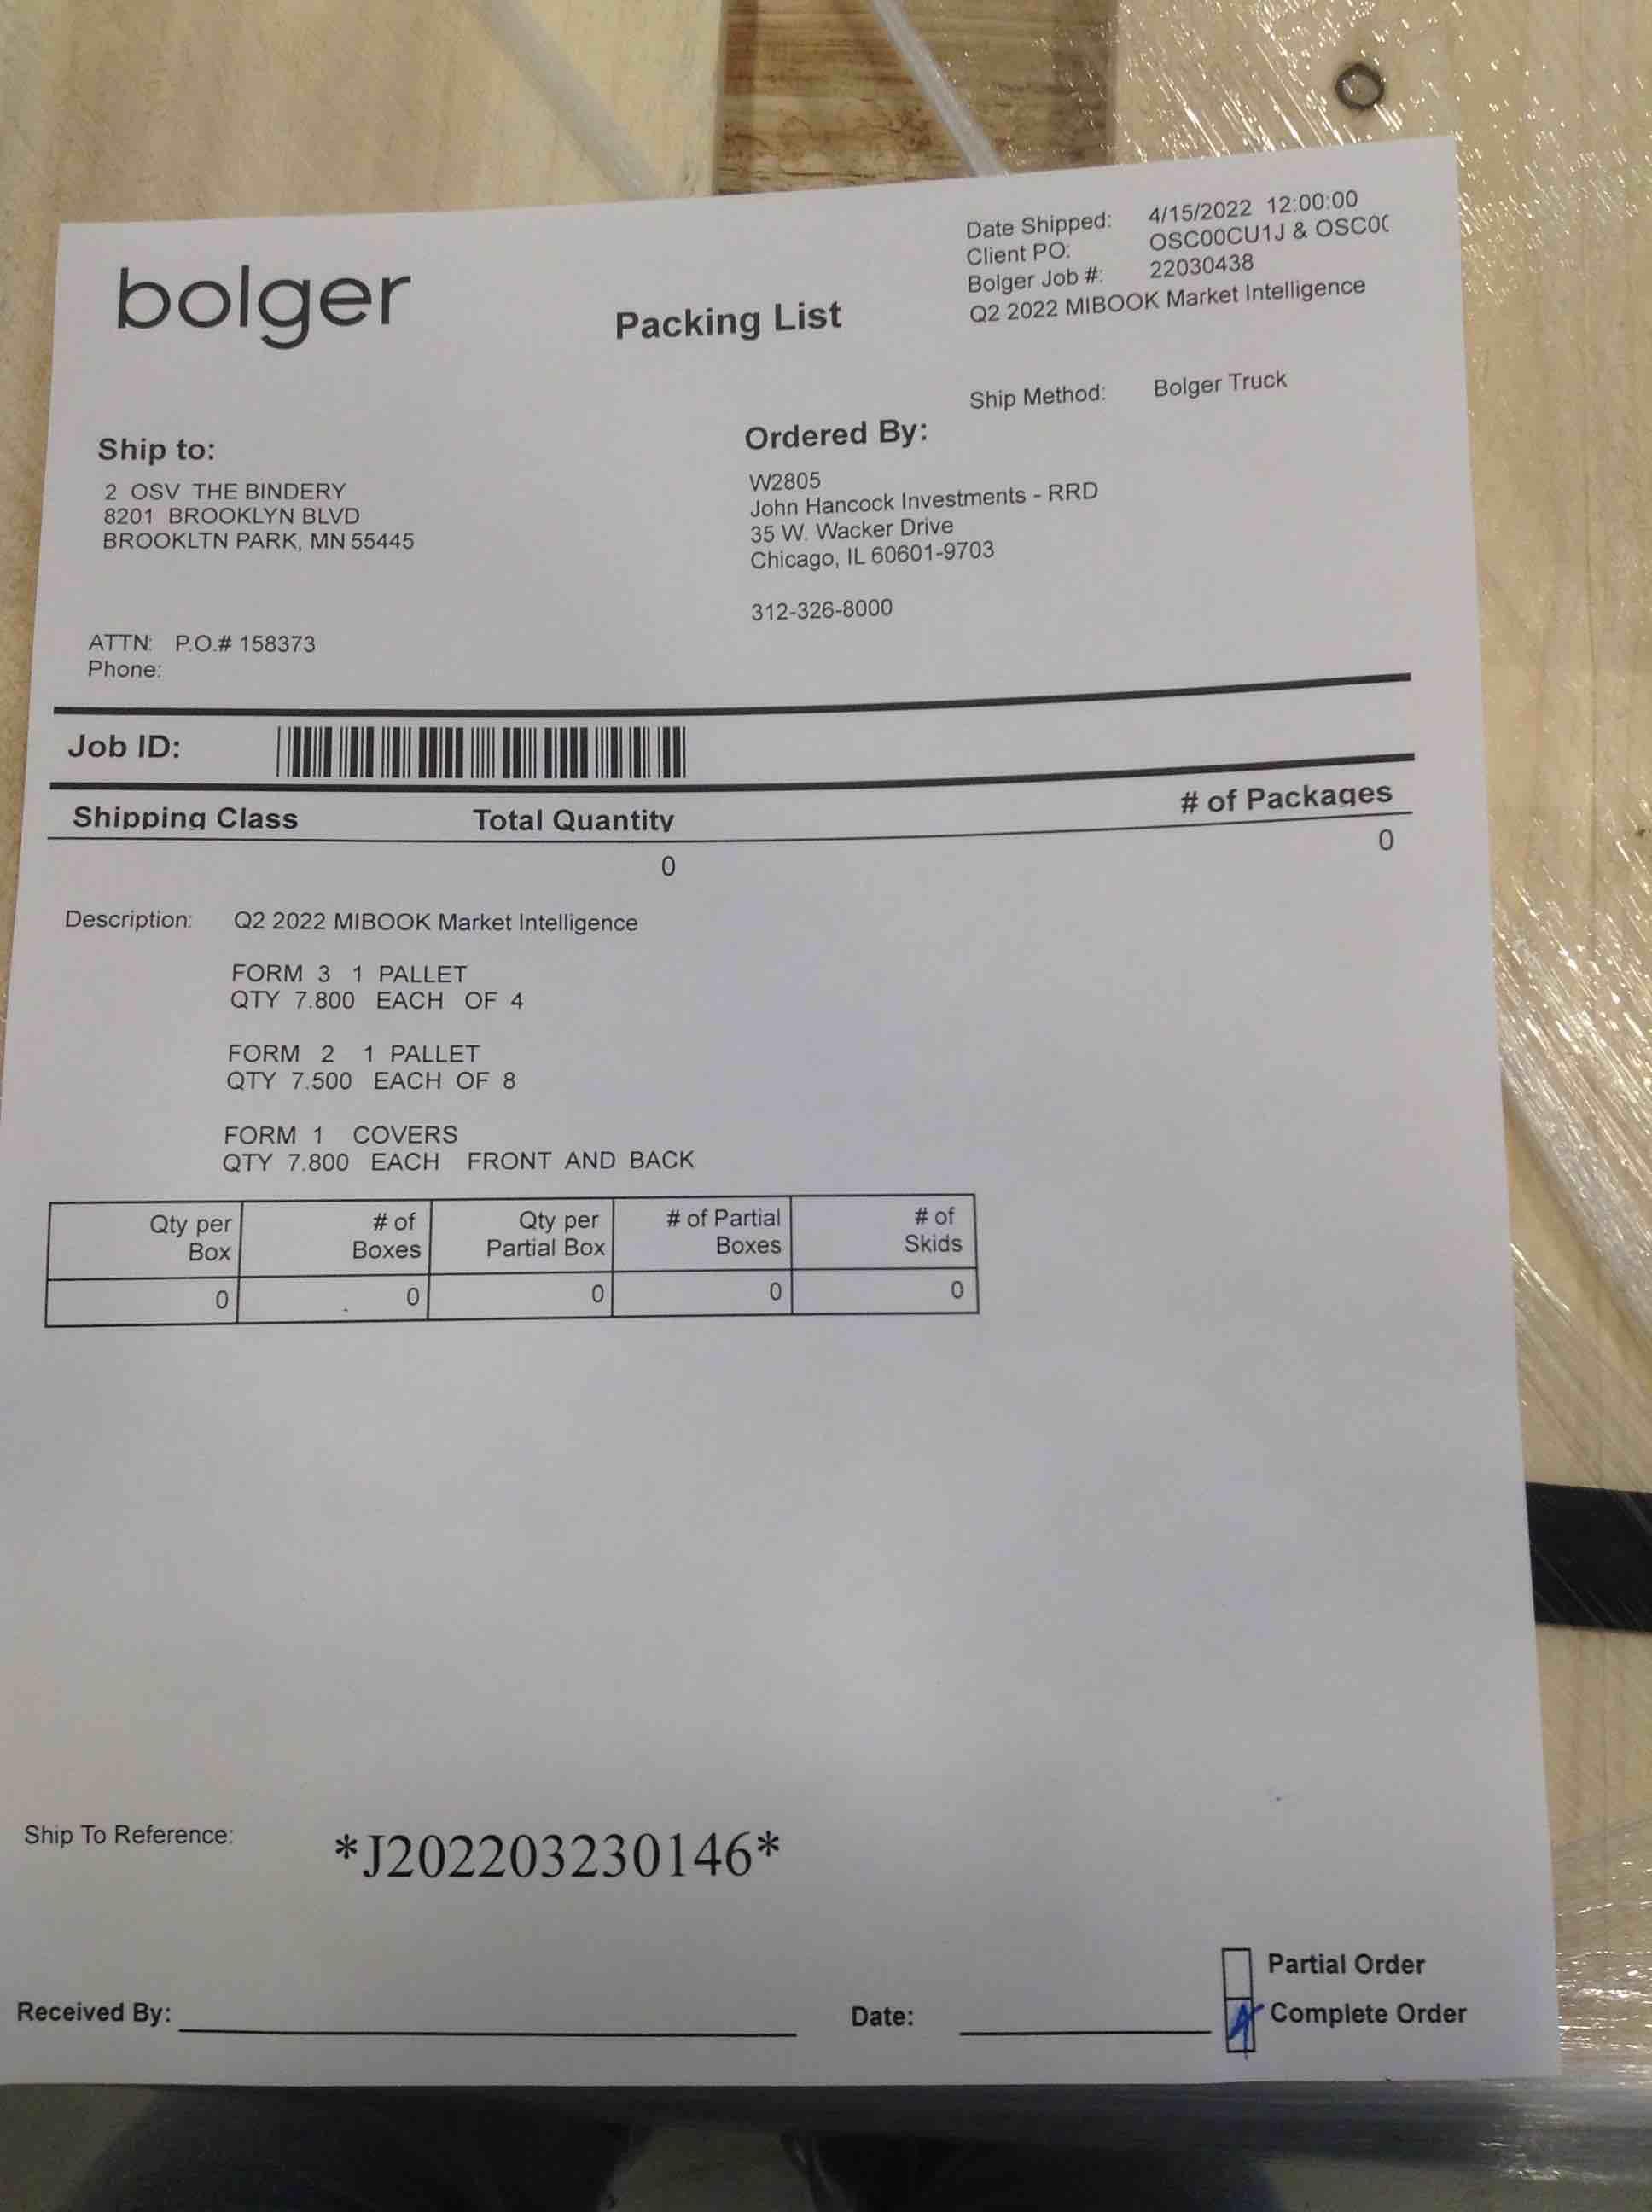 bolger
Packing List
Date Shipped: 4/15/2022 12:00:00
Client PO: OSC00CU1J & OSC0
Bolger Job #: 22030438
Q2 2022 MIBOOK Market Intelligence
Ship Method: Bolger Truck
Ship to:
2 OSV THE BINDERY
8201 BROOKLYN BLVD
BROOKLTN PARK, MN 55445
ATTN: P.O.# 158373
Phone:
Ordered By:
W2805
John Hancock Investments - RRD
35 W. Wacker Drive
Chicago, IL 60601-9703
312-326-8000
Job ID:
Shipping Class Total Quantity # of Packages
0 0
Description: Q2 2022 MIBOOK Market Intelligence
FORM 3 1 PALLET
QTY 7.800 EACH OF 4
FORM 2 1 PALLET
QTY 7.500 EACH OF 8
FORM 1 COVERS
QTY 7.800 EACH FRONT AND BACK
Qty per # of Qty per # of Partial # of
Box Boxes Partial Box Boxes Skids
0 0 0 0 0
Ship To Reference: *J202203230146*
Partial Order
Received By: Date: Complete Order